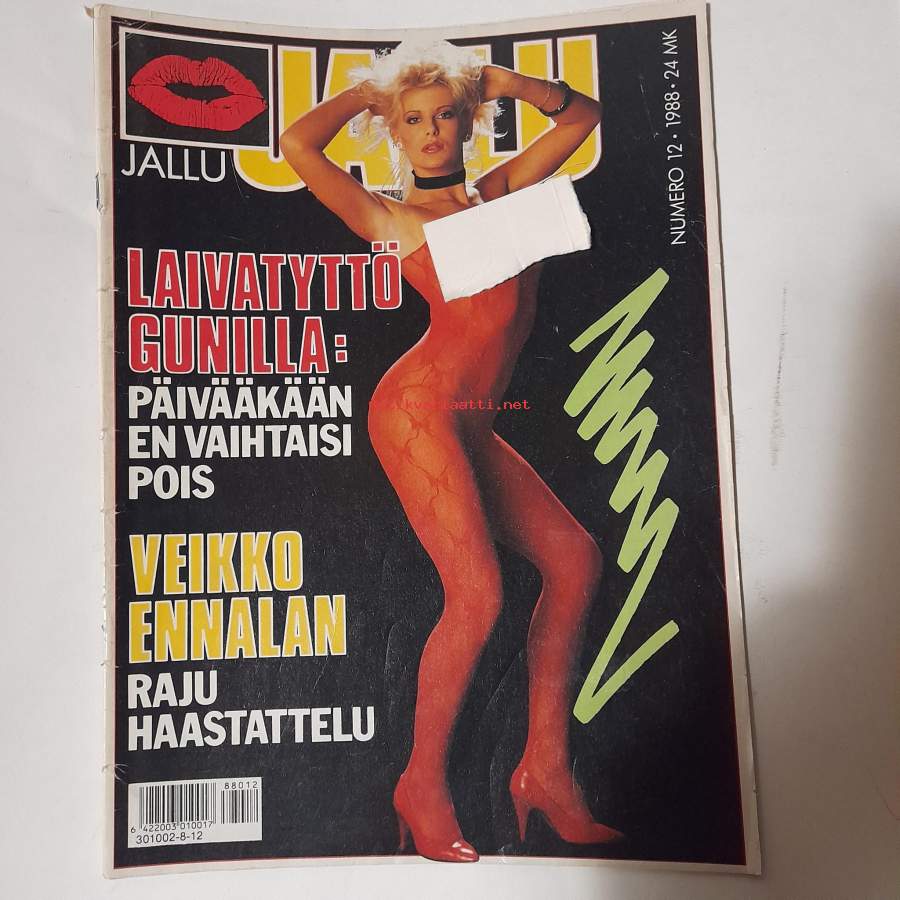 JALLU
JALLU
NUMERO 12 • 1988 • 24 MK
LAIVATYTTÖ
GUNILLA:
PÄIVÄÄKÄÄN
EN VAIHTAISI
POIS
VEIKKO
ENNALAN
RAJU
HAASTATTELU
88012
6 422003 010017
301002-8-12